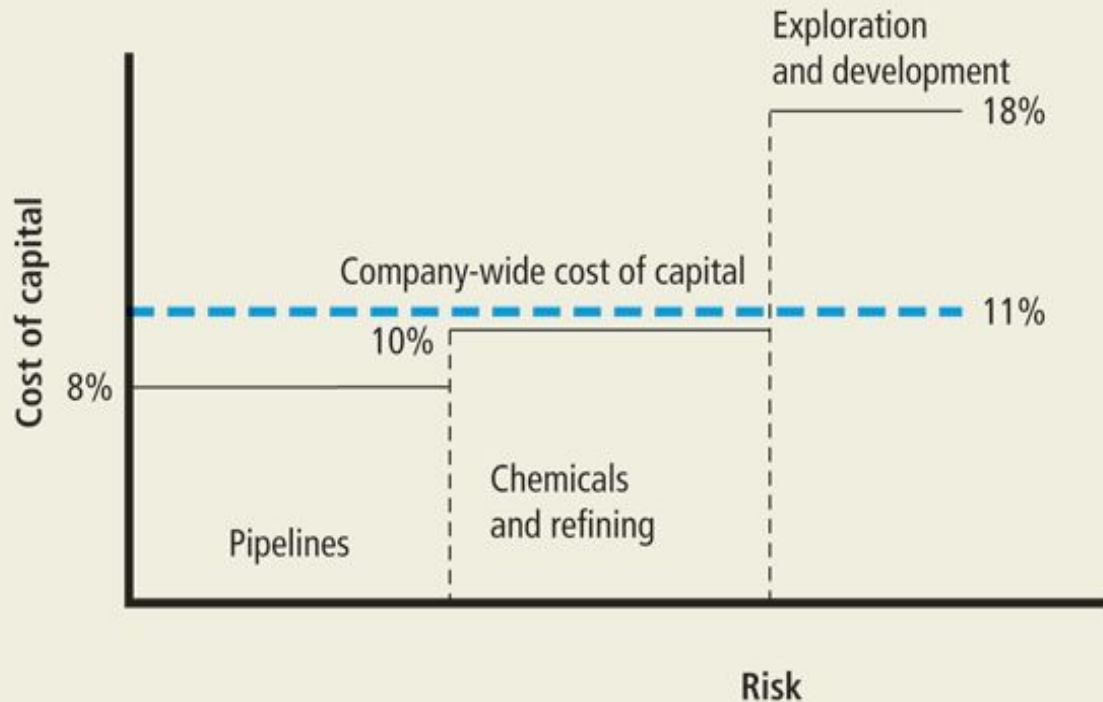 Exploration
and development
18%
Cost of capital
Company-wide cost of capital
11%
10%
8%
Chemicals
and refining
Pipelines
Risk